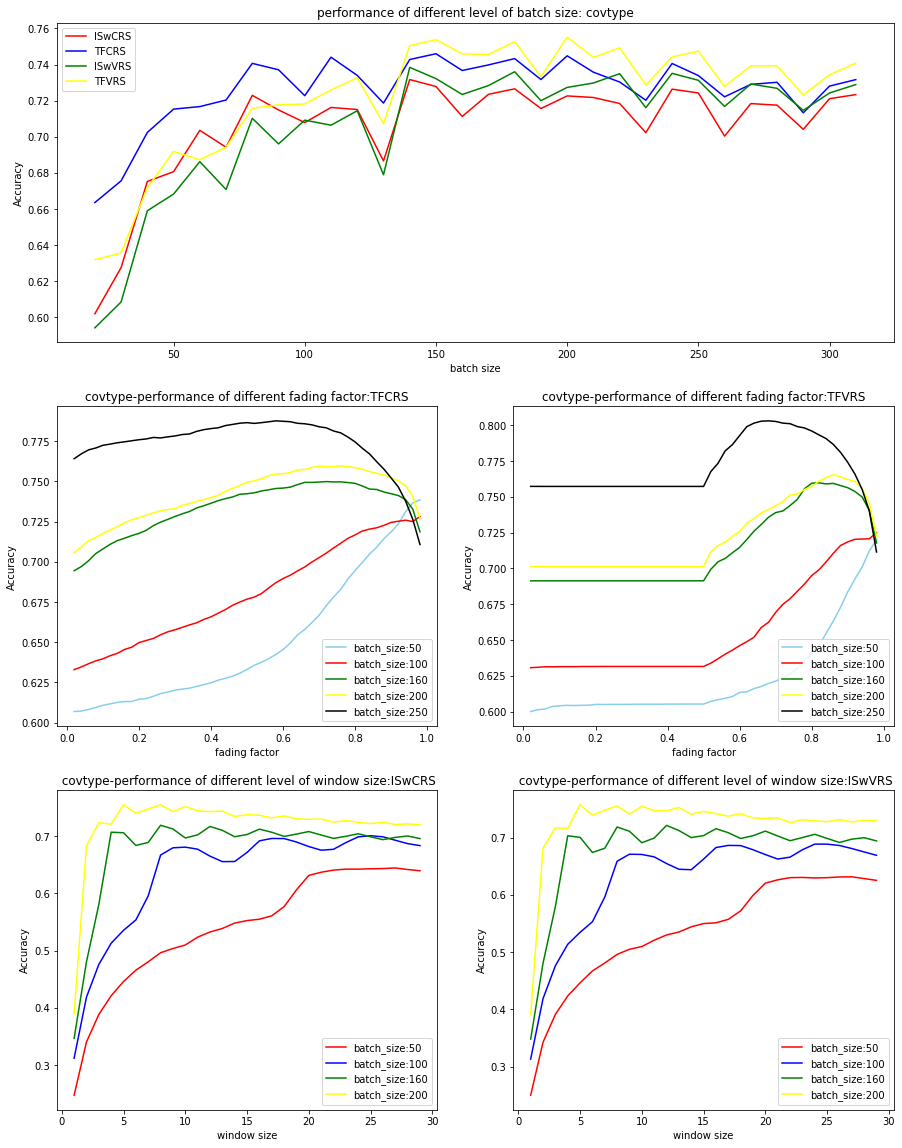 performance of different level of batch size: covtype
0.76
0.74
0.72
0.70
0.68
0.66
0.64
0.62
0.60
Accuracy
ISwCRS
TFCRS
ISwVRS
TFVRS
50
100
150
200
250
300
batch size
covtype-performance of different fading factor:TFCRS
0.775
0.750
0.725
0.700
0.675
0.650
0.625
0.600
Accuracy
batch_size:50
batch_size:100
batch_size:160
batch_size:200
batch_size:250
0.0
0.2
0.4
0.6
0.8
1.0
fading factor
covtype-performance of different fading factor:TFVRS
0.800
0.775
0.750
0.725
0.700
0.675
0.650
0.625
0.600
Accuracy
batch_size:50
batch_size:100
batch_size:160
batch_size:200
batch_size:250
0.0
0.2
0.4
0.6
0.8
1.0
fading factor
covtype-performance of different level of window size:ISwCRS
0.7
0.6
0.5
0.4
0.3
Accuracy
batch_size:50
batch_size:100
batch_size:160
batch_size:200
0
5
10
15
20
25
30
window size
covtype-performance of different level of window size:ISwVRS
0.7
0.6
0.5
0.4
0.3
Accuracy
batch_size:50
batch_size:100
batch_size:160
batch_size:200
0
5
10
15
20
25
30
window size